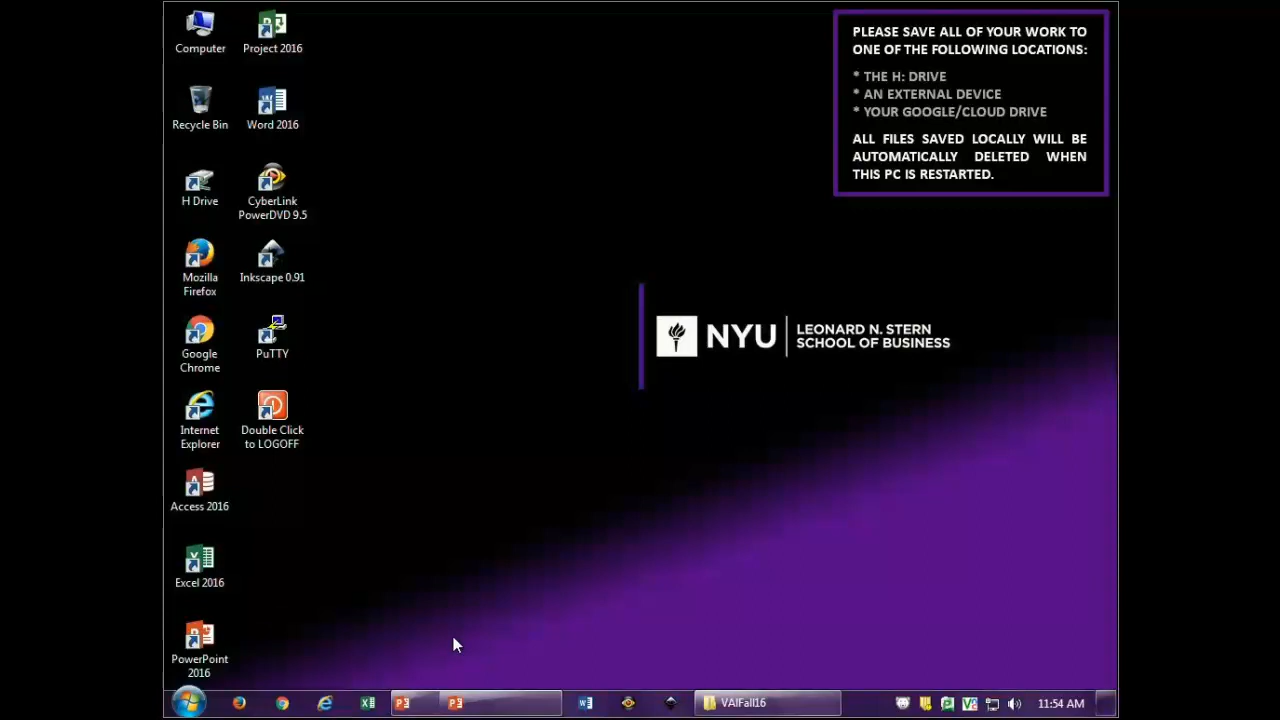 Computer
Project 2016
Recycle Bin
Word 2016
H Drive
CyberLink
PowerDVD 9.5
Mozilla
Firefox
Inkscape 0.91
Google
Chrome
PuTTY
Internet
Explorer
Double Click
to LOGOFF
Access 2016
Excel 2016
PowerPoint
2016
PLEASE SAVE ALL OF YOUR WORK TO
ONE OF THE FOLLOWING LOCATIONS:
* THE H: DRIVE
* AN EXTERNAL DEVICE
* YOUR GOOGLE/CLOUD DRIVE
ALL FILES SAVED LOCALLY WILL BE
AUTOMATICALLY DELETED WHEN
THIS PC IS RESTARTED.
NYU
LEONARD N. STERN
SCHOOL OF BUSINESS
VAIFall16
11:54 AM